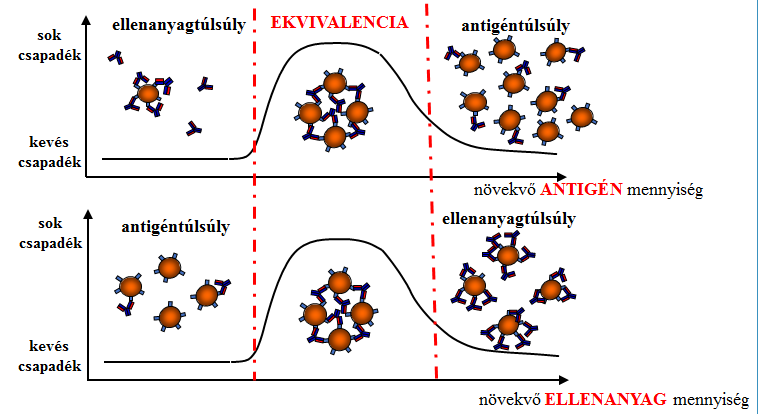 ellenanyagtúlsúly
EKVIVALENCIA
antigéntúlsúly
sok
csapadék
kevés
csapadék
növekvő ANTIGÉN mennyiség
sok
csapadék
antigéntúlsúly
ellenanyagtúlsúly
kevés
csapadék
növekvő ELLENANYAG mennyiség